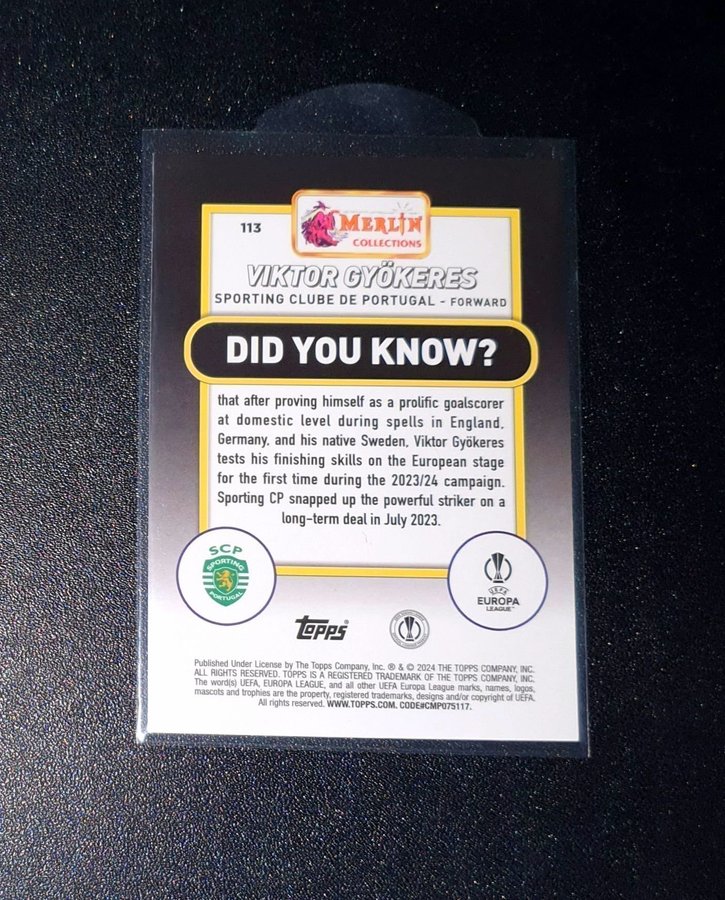 113
MERLIN
COLLECTIONS
VIKTOR GYÖKERES
SPORTING CLUBE DE PORTUGAL - FORWARD
DID YOU KNOW?
that after proving himself as a prolific goalscorer
at domestic level during spells in England,
Germany, and his native Sweden, Viktor Gyökeres
tests his finishing skills on the European stage
for the first time during the 2023/24 campaign.
Sporting CP snapped up the powerful striker on a
long-term deal in July 2023.
SCP
SPORTING
PORTUGAL
UEFA
EUROPA
LEAGUE™
topps®
Published Under License by The Topps Company, Inc. ® & © 2024 THE TOPPS COMPANY, INC.
ALL RIGHTS RESERVED. TOPPS IS A REGISTERED TRADEMARK OF THE TOPPS COMPANY, INC.
The word(s) UEFA, EUROPA LEAGUE, and all other UEFA Europa League marks, names, logos,
mascots and trophies are the property, registered trademarks, designs and/or copyright of UEFA.
All rights reserved. WWW.TOPPS.COM. CODE#CMP075117.